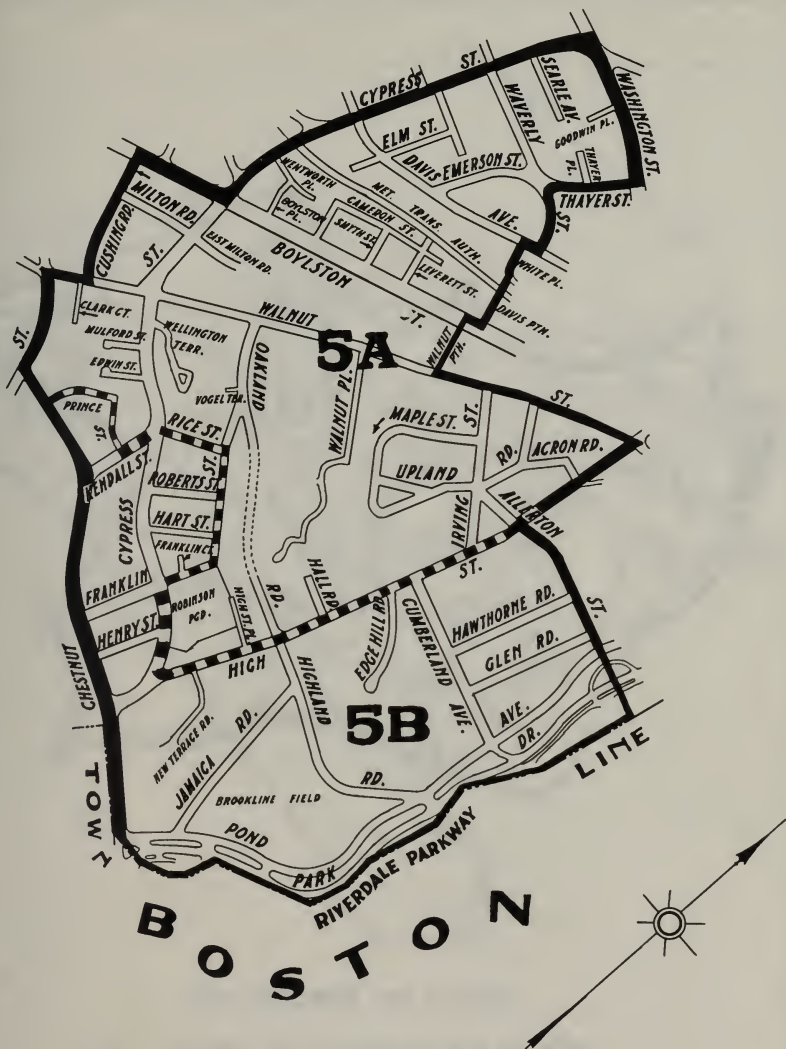 CYPRESS ST.
WASHINGTON ST.
SEARLE AV.
WAVERLY ST.
GOODWIN PL.
THAYER PL.
THAYER ST.
ELM ST.
EMERSON ST.
DAVIS AVE.
WENTWORTH PL.
BOYLSTON PL.
MET. TRANS. AUTH.
CAMERON ST.
SMYTH ST.
LEVERETT ST.
WHITE PL.
DAVIS PTH.
WALNUT PTH.
MILTON RD.
CUSHING RD.
ST.
EAST MILTON RD.
BOYLSTON ST.
WALNUT ST.
5A
CLARK CT.
MULFORD ST.
EDWIN ST.
WELLINGTON TERR.
VOGEL TER.
OAKLAND RD.
WALNUT PL.
MAPLE ST.
UPLAND RD.
ACRON RD.
ALLERTON ST.
IRVING ST.
ST.
PRINCE ST.
KENDALL ST.
RICE ST.
ST.
ROBERTS ST.
HART ST.
FRANKLIN CT.
CYPRESS
FRANKLIN
ROBINSON PGD.
HENRY ST.
HIGH ST. PL.
HALL RD.
HIGH ST.
EDGE HILL RD.
CUMBERLAND AVE.
HAWTHORNE RD.
GLEN RD.
CHESTNUT
HIGHLAND RD.
5B
NEW TERRACE RD.
JAMAICA RD.
BROOKLINE FIELD
POND AVE.
PARK DR.
RIVERDALE PARKWAY
TOWN LINE
BOSTON